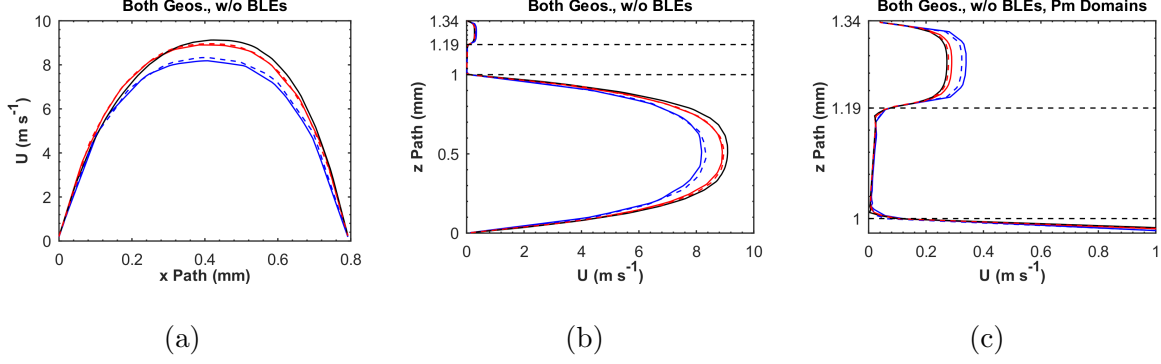 Both Geos., w/o BLEs
10
8
6
4
2
0
U (m s-1)
0 0.2 0.4 0.6 0.8
x Path (mm)
(a)
Both Geos., w/o BLEs
1.34
1.19
1
0.5
0
z Path (mm)
0 2 4 6 8 10
U (m s-1)
(b)
Both Geos., w/o BLEs, Pm Domains
1.34
1.19
1
z Path (mm)
0 0.2 0.4 0.6 0.8 1
U (m s-1)
(c)